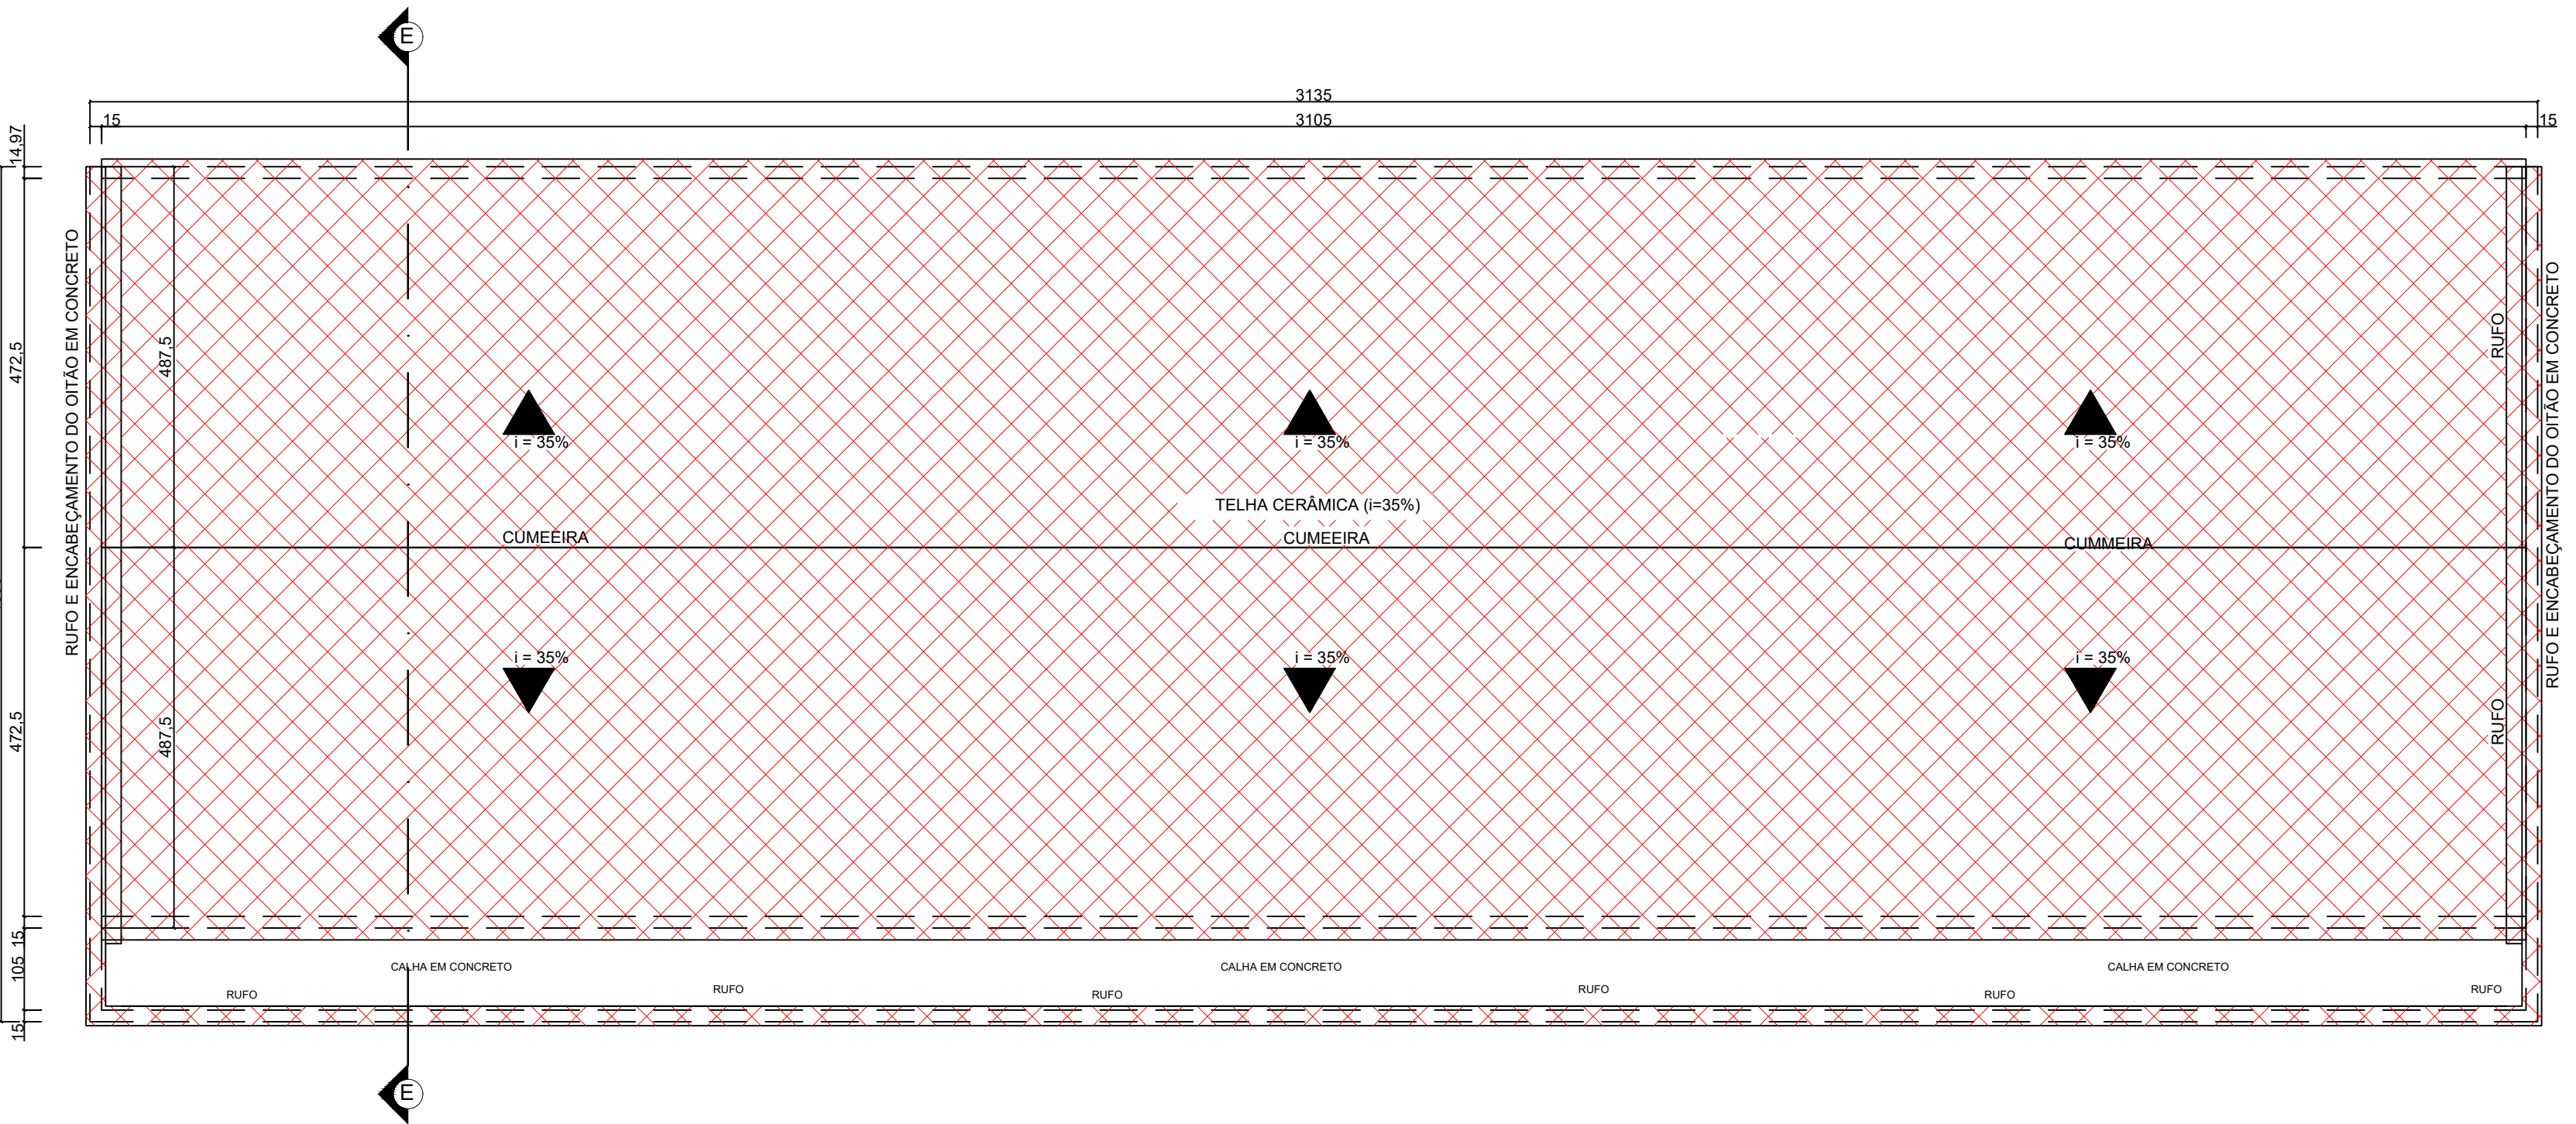 E
3135
15
3105
15
14,97
472,5
472,5
15
105
15
RUFO E ENCABEÇAMENTO DO OITÃO EM CONCRETO
487,5
487,5
i = 35%
i = 35%
i = 35%
TELHA CERÂMICA (i=35%)
CUMEEIRA
CUMEEIRA
CUMMEIRA
i = 35%
i = 35%
i = 35%
RUFO
RUFO
RUFO E ENCABEÇAMENTO DO OITÃO EM CONCRETO
CALHA EM CONCRETO
CALHA EM CONCRETO
CALHA EM CONCRETO
RUFO
RUFO
RUFO
RUFO
RUFO
RUFO
E